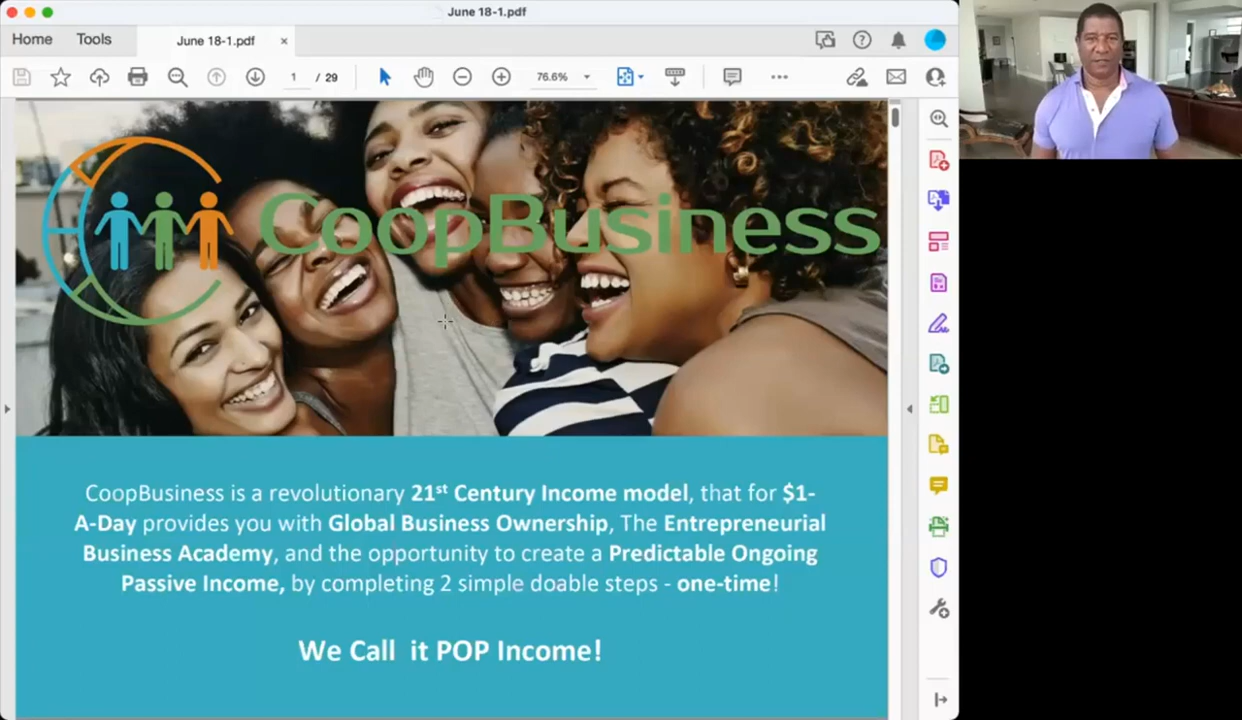 June 18-1.pdf
Home
Tools
June 18-1.pdf
1 / 29
76.6%
CoopBusiness
CoopBusiness is a revolutionary 21st Century Income model, that for $1-
A-Day provides you with Global Business Ownership, The Entrepreneurial
Business Academy, and the opportunity to create a Predictable Ongoing
Passive Income, by completing 2 simple doable steps - one-time!
We Call it POP Income!